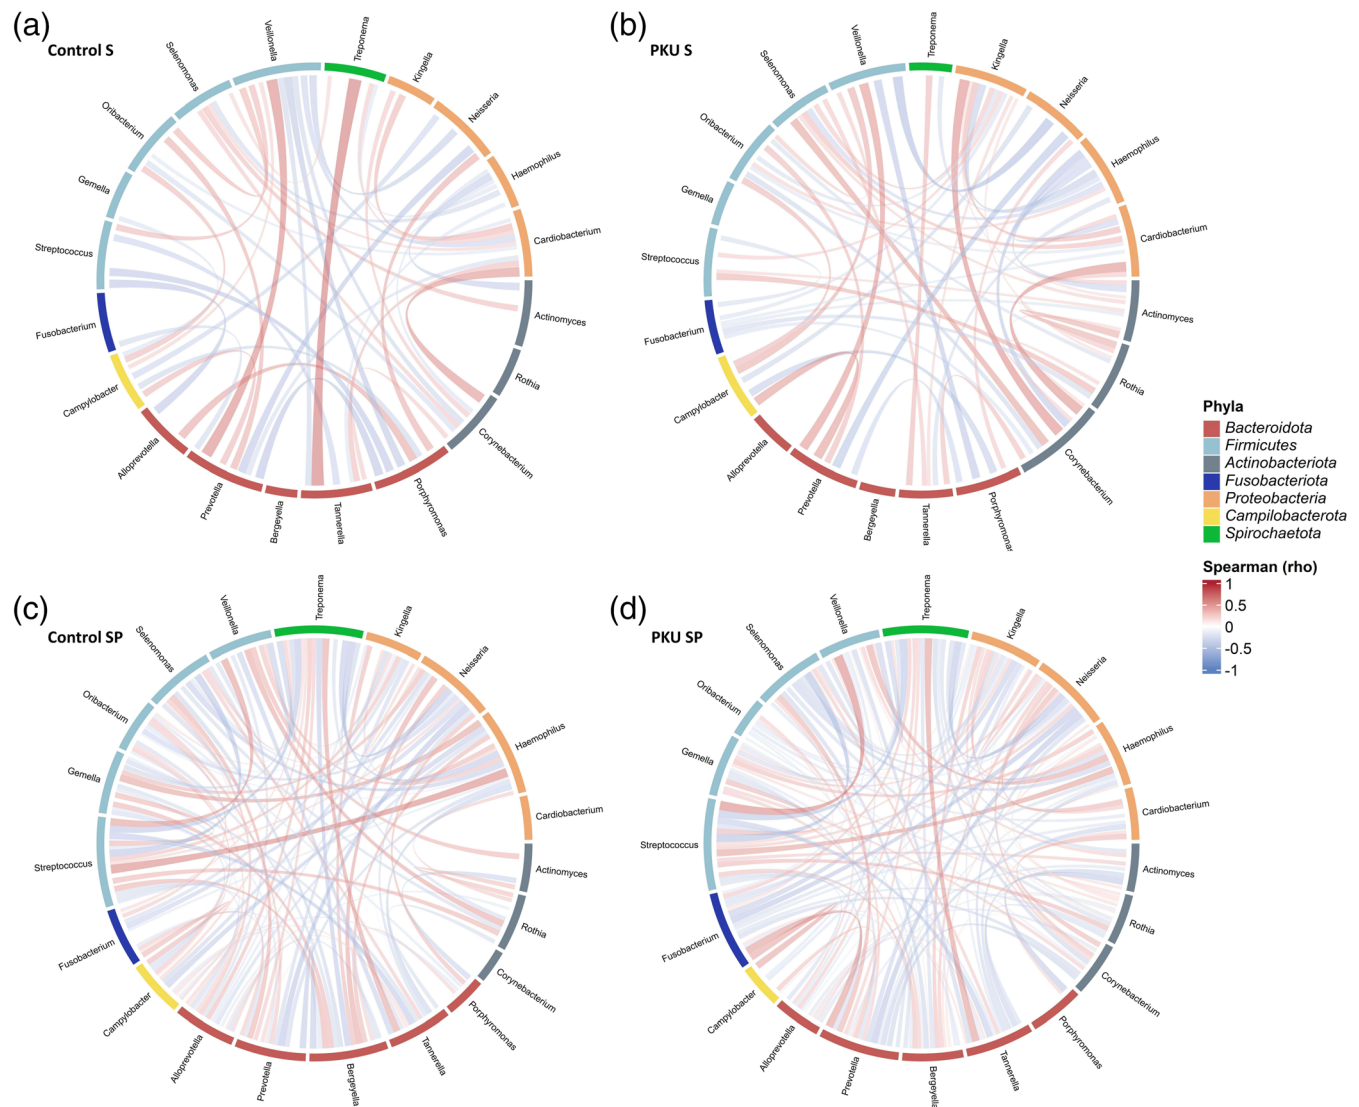 (a)
Control S
Treponema
Kingella
Neisseria
Haemophilus
Cardiobacterium
Actinomyces
Rothia
Corynebacterium
Porphyromonas
Tannerella
Bergeyella
Prevotella
Alloprevotella
Campylobacter
Fusobacterium
Streptococcus
Gemella
Oribacterium
Selenomonas
Veillonella
(b)
PKU S
Treponema
Kingella
Neisseria
Haemophilus
Cardiobacterium
Actinomyces
Rothia
Corynebacterium
Porphyromonar
Tannerella
Bergeyella
Prevotella
Alloprevotella
Campylobacter
Fusobacterium
Streptococcus
Gemella
Oribacterium
Selenomonas
Veillonella
Phyla
Bacteroidota
Firmicutes
Actinobacteriota
Fusobacteriota
Proteobacteria
Campilobacterota
Spirochaetota
Spearman (rho)
1
0.5
0
-0.5
-1
(c)
Control SP
Treponema
Kingella
Neisseria
Haemophilus
Cardiobacterium
Actinomyces
Rothia
Corynebacterium
Porphyromonas
Tannerella
Bergeyella
Prevotella
Alloprevotella
Campylobacter
Fusobacterium
Streptococcus
Gemella
Oribacterium
Selenomonas
Veillonella
(d)
PKU SP
Treponema
Kingella
Neisseria
Haemophilus
Cardiobacterium
Actinomyces
Rothia
Corynebacterium
Porphyromonas
Tannerella
Bergeyella
Prevotella
Alloprevotella
Campylobacter
Fusobacterium
Streptococcus
Gemella
Oribacterium
Selenomonas
Veillonella